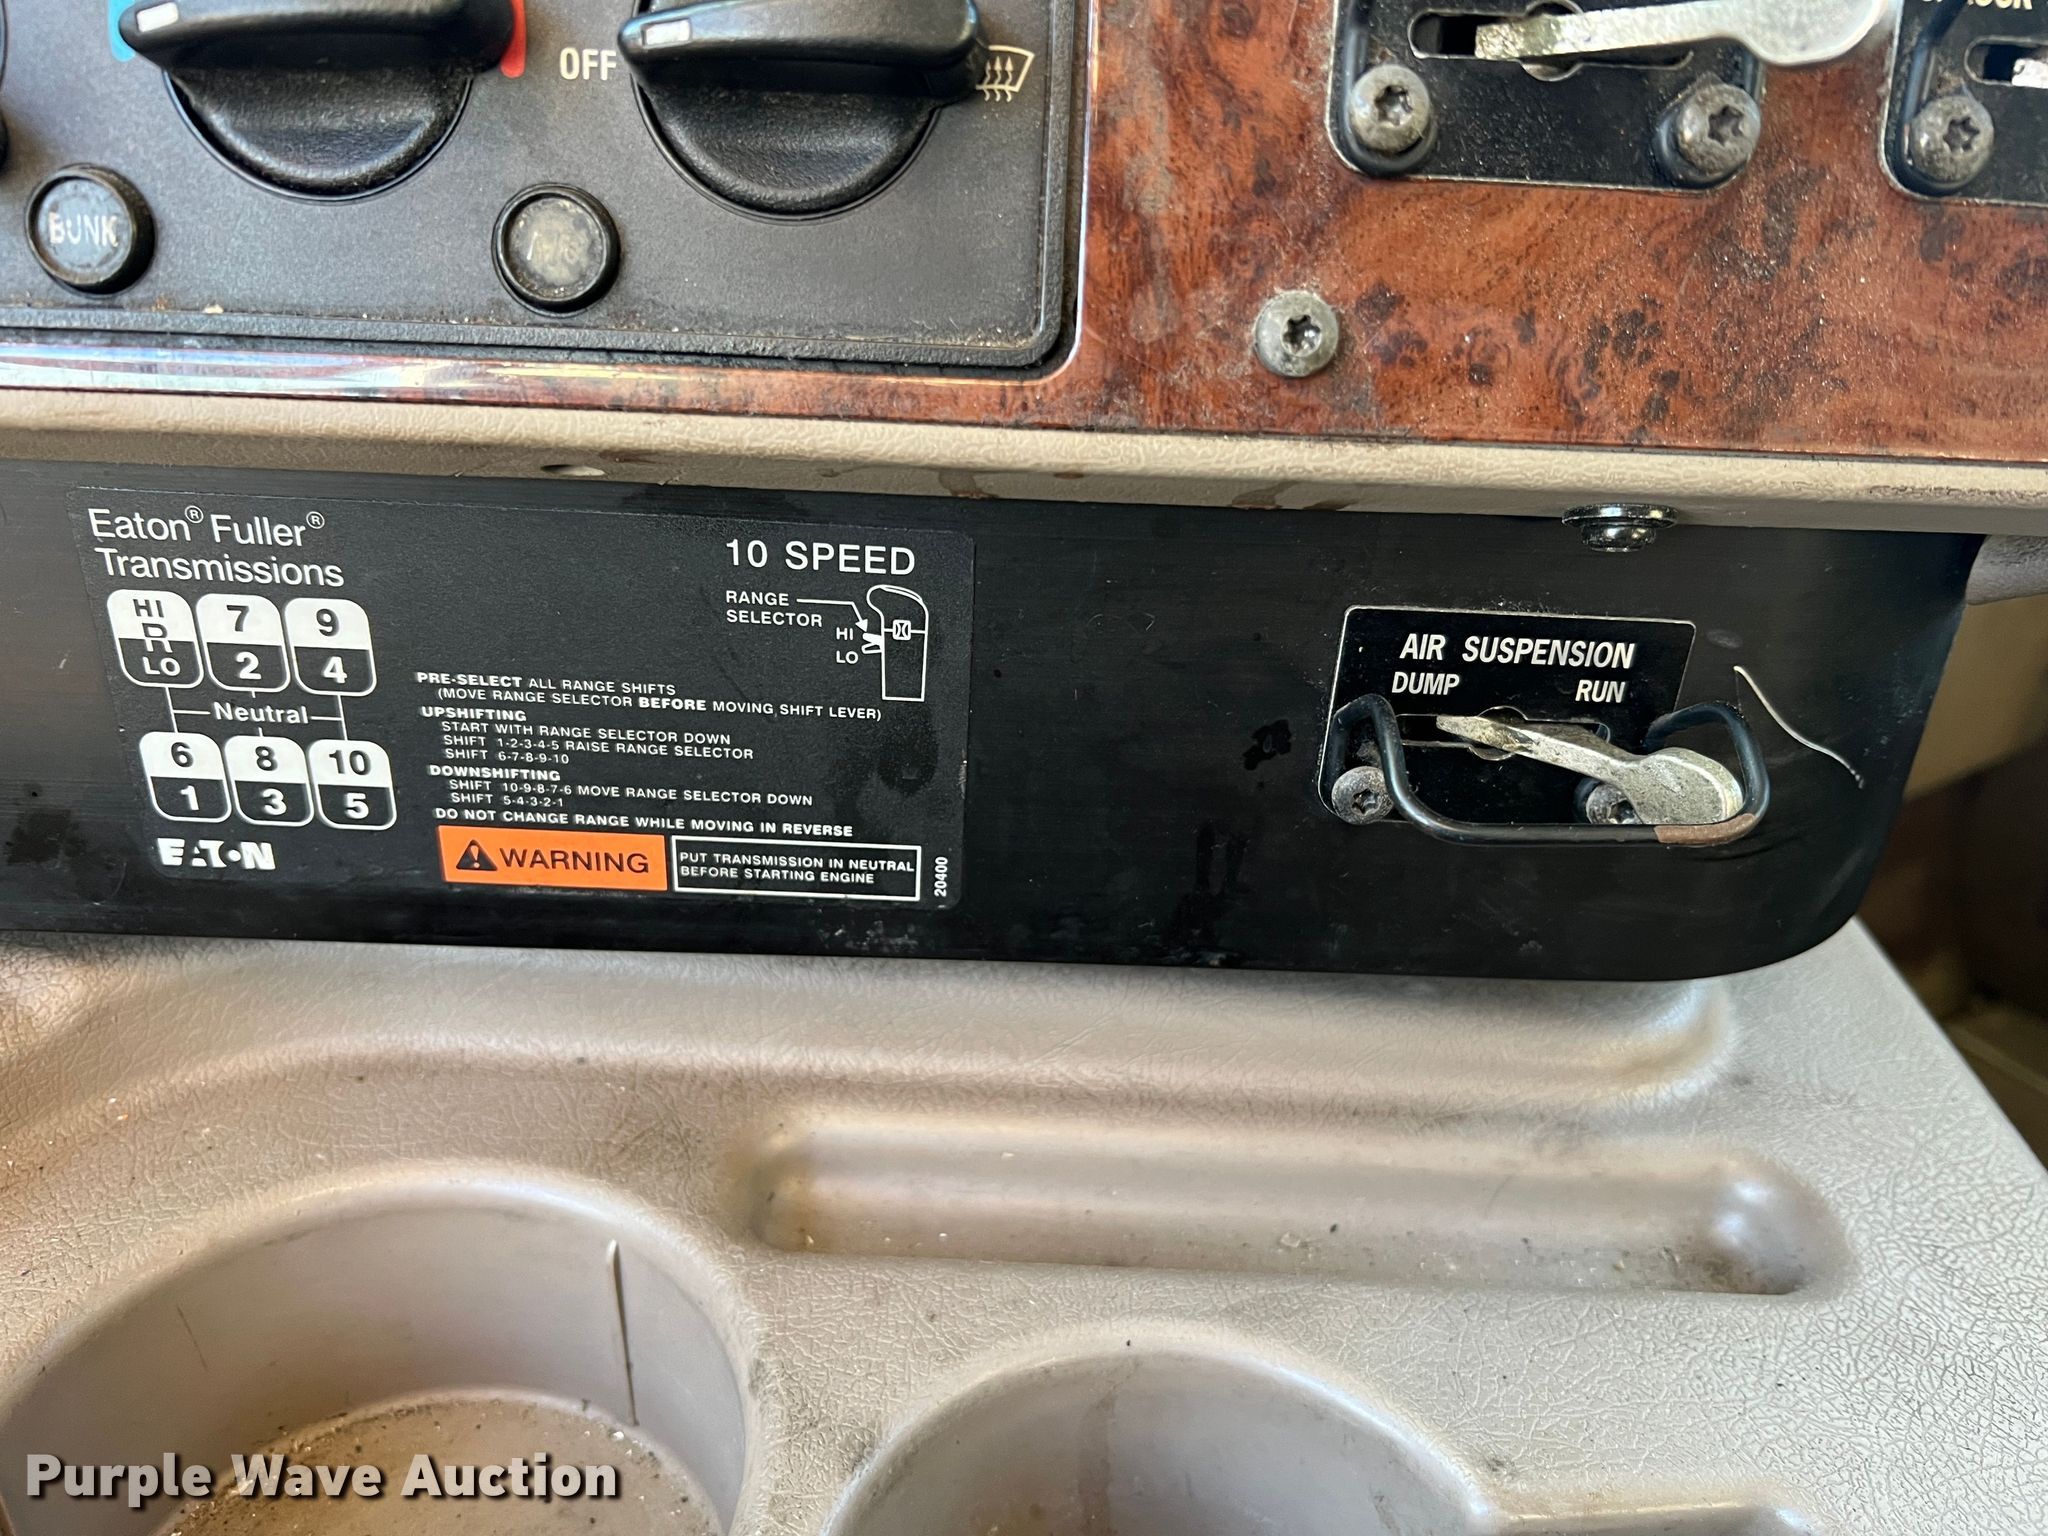 OFF
BUNK
Eaton® Fuller®
Transmissions
10 SPEED
RANGE
SELECTOR
HI
LO
HI
R
LO
7
2
9
4
Neutral
6
1
8
3
10
5
EATON
PRE-SELECT ALL RANGE SHIFTS
(MOVE RANGE SELECTOR BEFORE MOVING SHIFT LEVER)
UPSHIFTING
START WITH RANGE SELECTOR DOWN
SHIFT 1-2-3-4-5 RAISE RANGE SELECTOR
SHIFT 6-7-8-9-10
DOWNSHIFTING
SHIFT 10-9-8-7-6 MOVE RANGE SELECTOR DOWN
SHIFT 5-4-3-2-1
DO NOT CHANGE RANGE WHILE MOVING IN REVERSE
WARNING
PUT TRANSMISSION IN NEUTRAL
BEFORE STARTING ENGINE
20400
AIR SUSPENSION
DUMP RUN
Purple Wave Auction